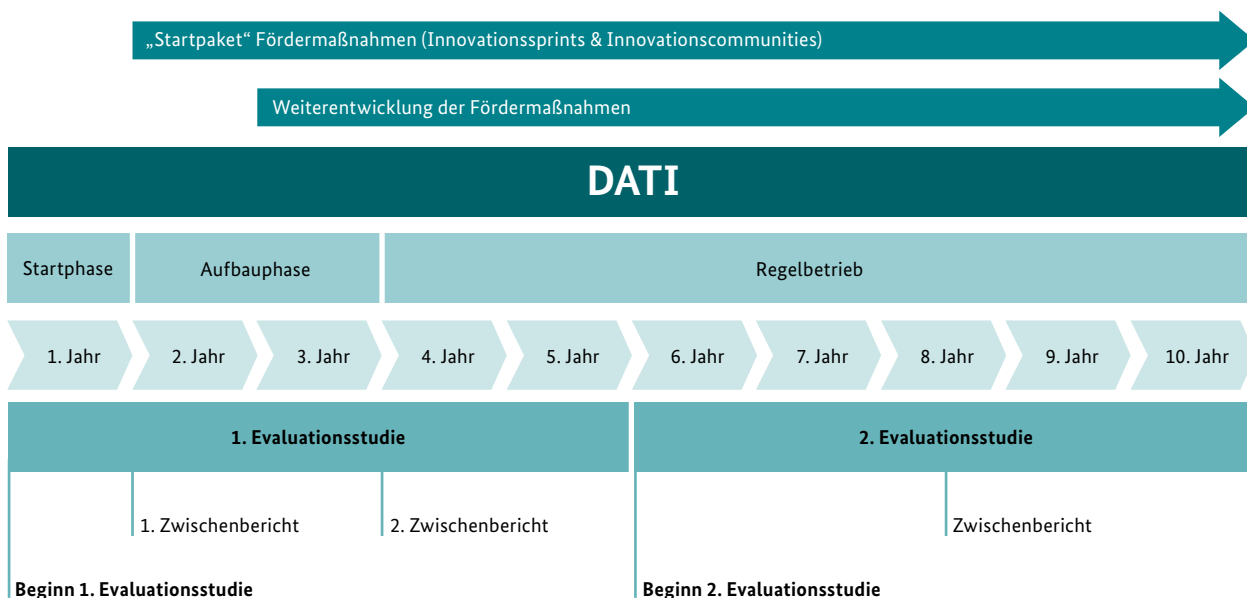 „Startpaket“ Fördermaßnahmen (Innovationssprints & Innovationscommunities)
Weiterentwicklung der Fördermaßnahmen
DATI
Startphase
Aufbauphase
Regelbetrieb
1. Jahr
2. Jahr
3. Jahr
4. Jahr
5. Jahr
6. Jahr
7. Jahr
8. Jahr
9. Jahr
10. Jahr
1. Evaluationsstudie
2. Evaluationsstudie
1. Zwischenbericht
2. Zwischenbericht
Zwischenbericht
Beginn 1. Evaluationsstudie
Beginn 2. Evaluationsstudie